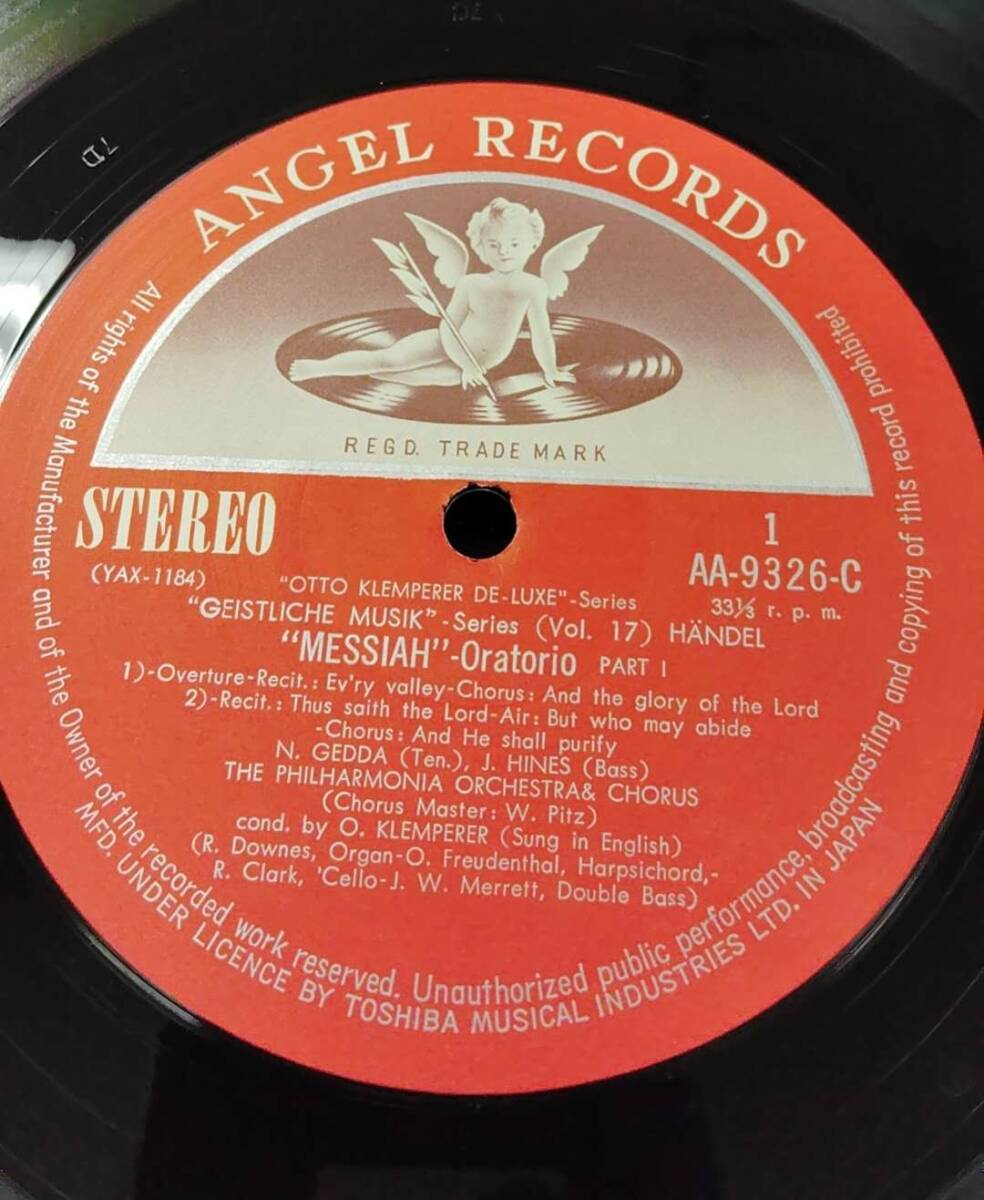 ANGEL RECORDS
REGD. TRADE MARK
STEREO
(YAX-1184)
1
AA-9326-C
33⅓ r. p. m.
"OTTO KLEMPERER DE-LUXE"-Series
"GEISTLICHE MUSIK"-Series (Vol. 17) HÄNDEL
"MESSIAH"-Oratorio PART I
1)-Overture-Recit.: Ev'ry valley-Chorus: And the glory of the Lord
2)-Recit.: Thus saith the Lord-Air: But who may abide
-Chorus: And He shall purify
N. GEDDA (Ten.), J. HINES (Bass)
THE PHILHARMONIA ORCHESTRA& CHORUS
(Chorus Master: W. Pitz)
cond. by O. KLEMPERER (Sung in English)
(R. Downes, Organ-O. Freudenthal, Harpsichord,-
R. Clark, 'Cello-J. W. Merrett, Double Bass)
All rights of the Manufacturer and of the Owner of the recorded work reserved. Unauthorized public performance, broadcasting and copying of this record prohibited
MFD. UNDER LICENCE BY TOSHIBA MUSICAL INDUSTRIES LTD. IN JAPAN
7D